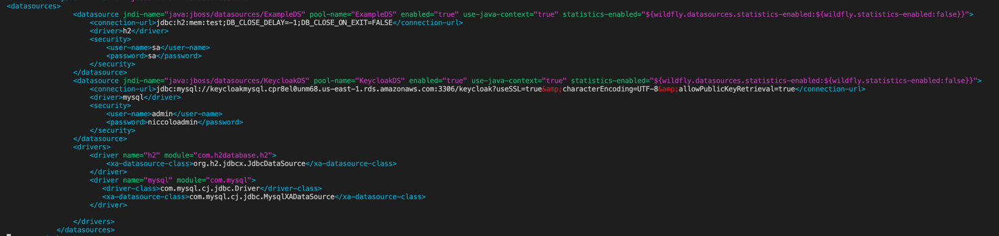 <datasources>
<datasource jndi-name="java:jboss/datasources/ExampleDS" pool-name="ExampleDS" enabled="true" use-java-context="true" statistics-enabled="${wildfly.datasources.statistics-enabled:${wildfly.statistics-enabled:false}}">
<connection-url>jdbc:h2:mem:test;DB_CLOSE_DELAY=-1;DB_CLOSE_ON_EXIT=FALSE</connection-url>
<driver>h2</driver>
<security>
<user-name>sa</user-name>
<password>sa</password>
</security>
</datasource>
<datasource jndi-name="java:jboss/datasources/KeycloakDS" pool-name="KeycloakDS" enabled="true" use-java-context="true" statistics-enabled="${wildfly.datasources.statistics-enabled:${wildfly.statistics-enabled:false}}">
<connection-url>jdbc:mysql://keycloakmysql.cpr8el0unm68.us-east-1.rds.amazonaws.com:3306/keycloak?useSSL=true&amp;characterEncoding=UTF-8&amp;allowPublicKeyRetrieval=true</connection-url>
<driver>mysql</driver>
<security>
<user-name>admin</user-name>
<password>niccoloadmin</password>
</security>
</datasource>
<drivers>
<driver name="h2" module="com.h2database.h2">
<xa-datasource-class>org.h2.jdbcx.JdbcDataSource</xa-datasource-class>
</driver>
<driver name="mysql" module="com.mysql">
<driver-class>com.mysql.cj.jdbc.Driver</driver-class>
<xa-datasource-class>com.mysql.cj.jdbc.MysqlXADataSource</xa-datasource-class>
</driver>
</drivers>
</datasources>